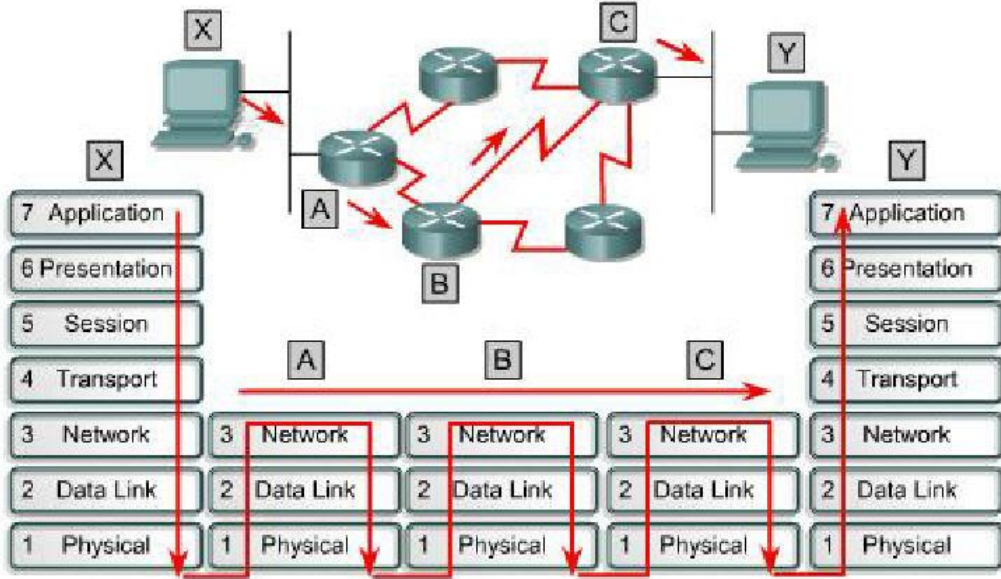 X
C
Y
A
B
X
Y
7 Application
6 Presentation
5 Session
4 Transport
3 Network
2 Data Link
1 Physical
A
B
C
3 Network
2 Data Link
1 Physical
3 Network
2 Data Link
1 Physical
3 Network
2 Data Link
1 Physical
7 Application
6 Presentation
5 Session
4 Transport
3 Network
2 Data Link
1 Physical